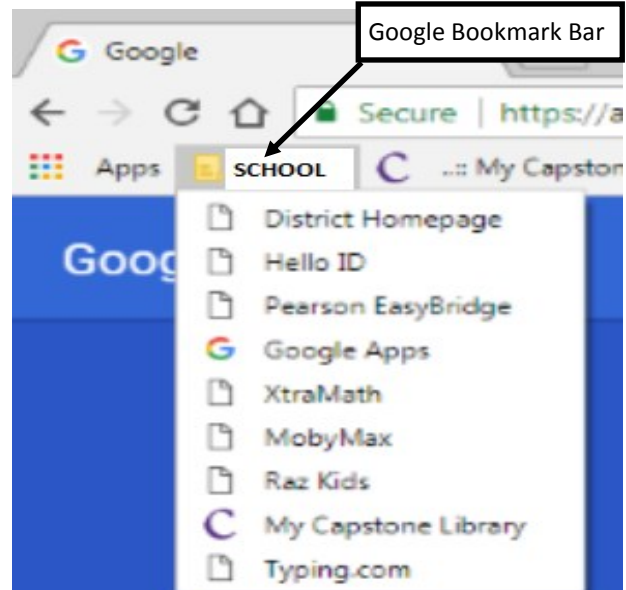 Google Bookmark Bar
Google
Secure | https://a
Apps SCHOOL ..:: My Capston
Goog
District Homepage
Hello ID
Pearson EasyBridge
Google Apps
XtraMath
MobyMax
Raz Kids
My Capstone Library
Typing.com